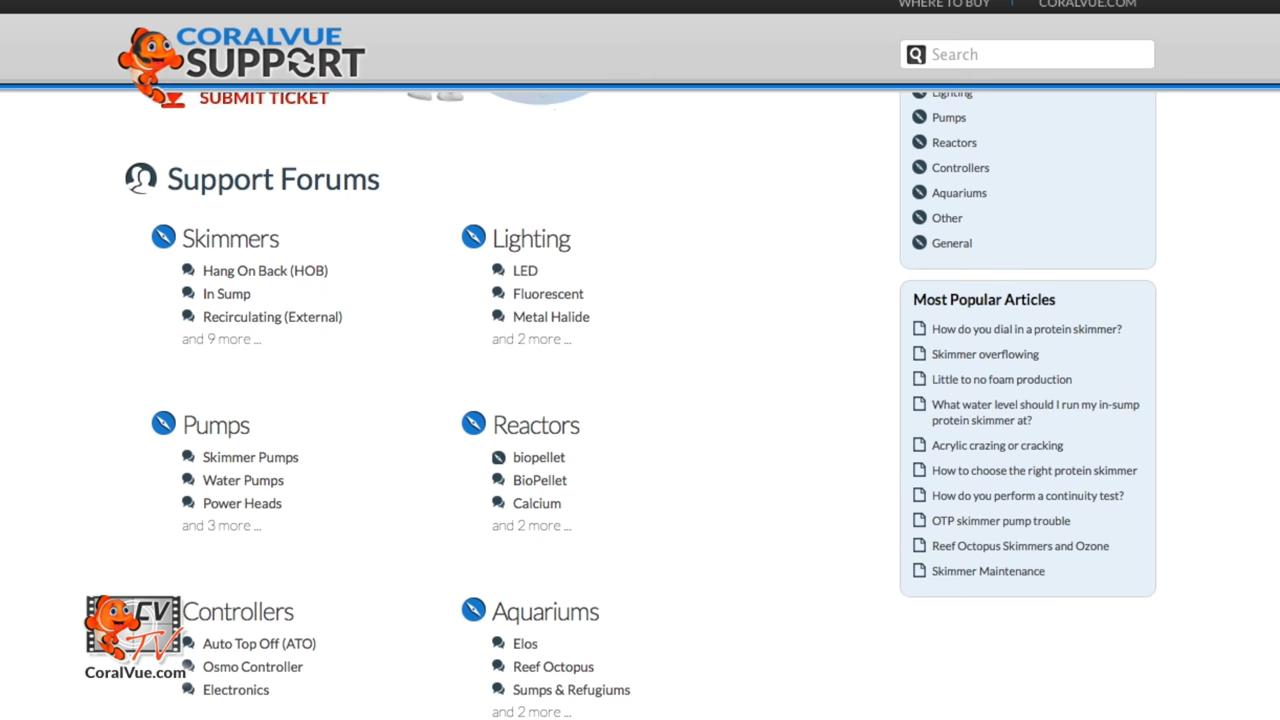 WHERE TO BUY
CORALVUE.COM
CORALVUE
SUPPORT
Search
SUBMIT TICKET
Support Forums
Skimmers
Hang On Back (HOB)
In Sump
Recirculating (External)
and 9 more ...
Lighting
LED
Fluorescent
Metal Halide
and 2 more ...
Pumps
Skimmer Pumps
Water Pumps
Power Heads
and 3 more ...
Reactors
biopellet
BioPellet
Calcium
and 2 more ...
Controllers
Auto Top Off (ATO)
Osmo Controller
Electronics
Aquariums
Elos
Reef Octopus
Sumps & Refugiums
and 2 more ...
CV
TV
CoralVue.com
Lighting
Pumps
Reactors
Controllers
Aquariums
Other
General
Most Popular Articles
How do you dial in a protein skimmer?
Skimmer overflowing
Little to no foam production
What water level should I run my in-sump
protein skimmer at?
Acrylic crazing or cracking
How to choose the right protein skimmer
How do you perform a continuity test?
OTP skimmer pump trouble
Reef Octopus Skimmers and Ozone
Skimmer Maintenance